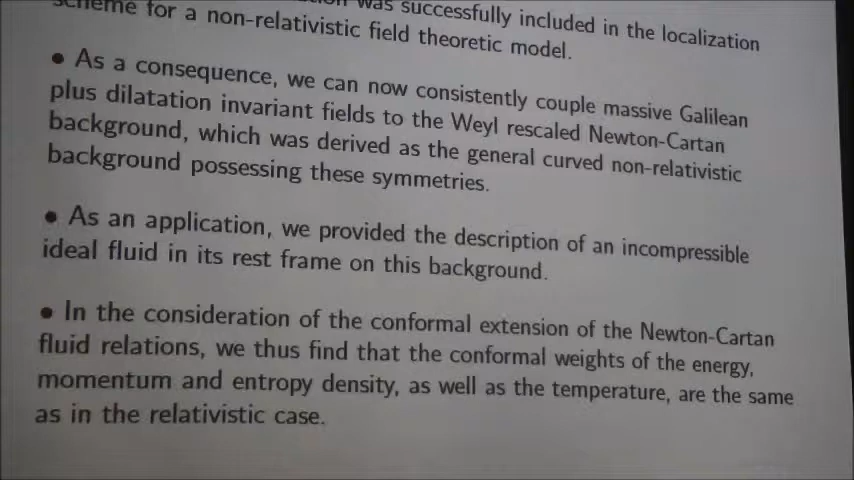 was successfully included in the localization
scheme for a non-relativistic field theoretic model.
• As a consequence, we can now consistently couple massive Galilean
plus dilatation invariant fields to the Weyl rescaled Newton-Cartan
background, which was derived as the general curved non-relativistic
background possessing these symmetries.
• As an application, we provided the description of an incompressible
ideal fluid in its rest frame on this background.
• In the consideration of the conformal extension of the Newton-Cartan
fluid relations, we thus find that the conformal weights of the energy,
momentum and entropy density, as well as the temperature, are the same
as in the relativistic case.